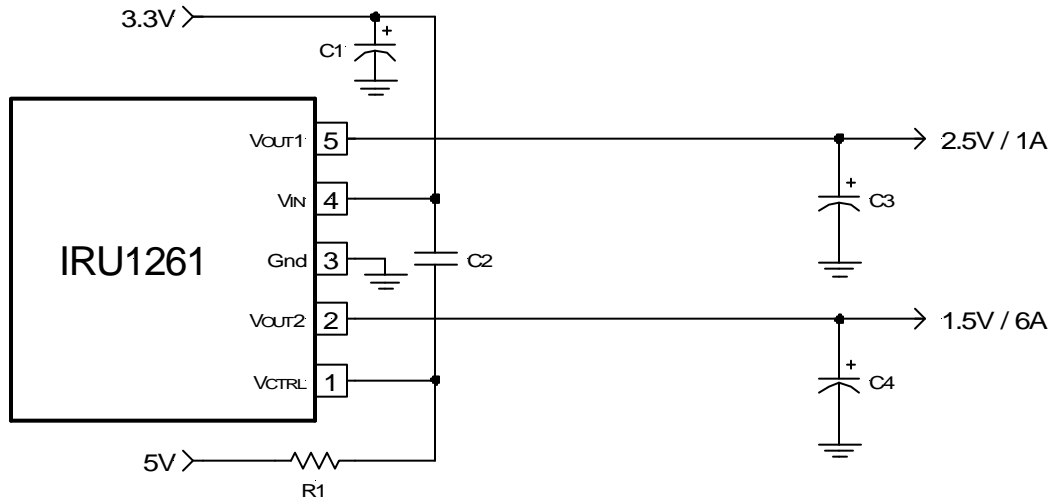 3.3V
+
C1
VOUT1 5 2.5V / 1A
+
VIN 4 C3
IRU1261
Gnd 3 C2
VOUT2 2 1.5V / 6A
+
VCTRL 1 C4
5V
R1